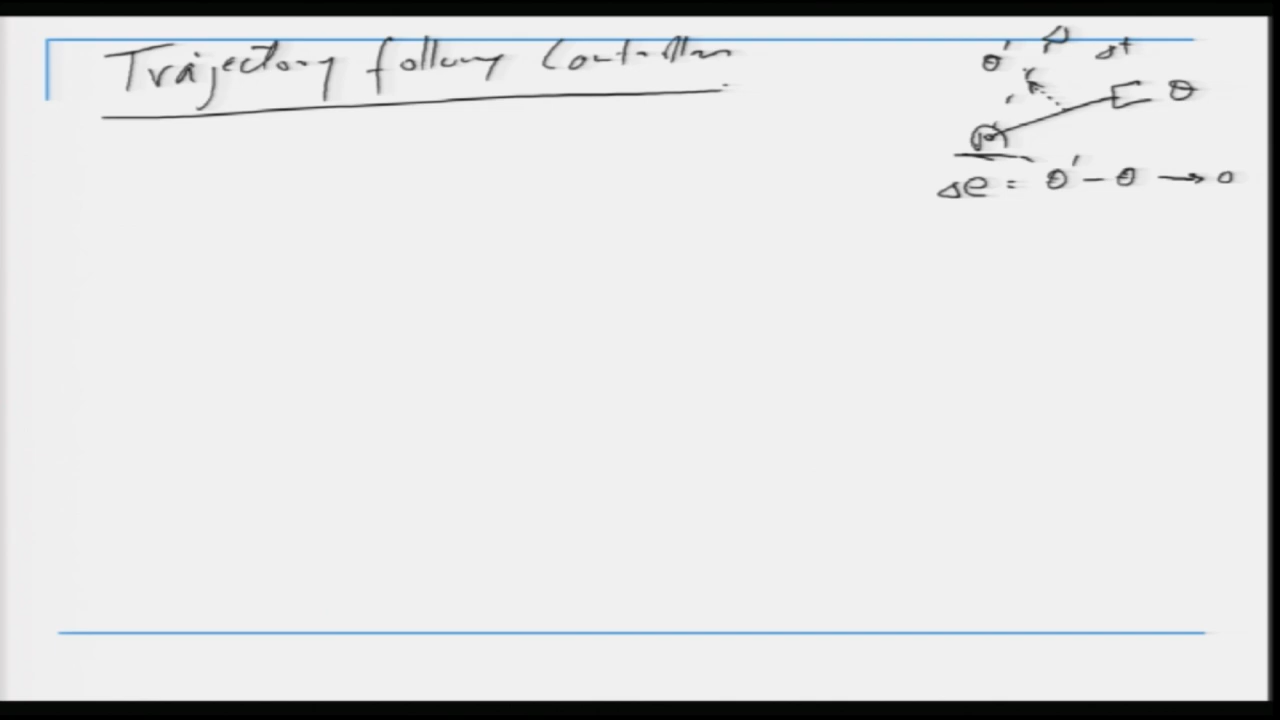 Trajectory following Controller
θ' Δt
θ
Δe = θ' - θ → 0